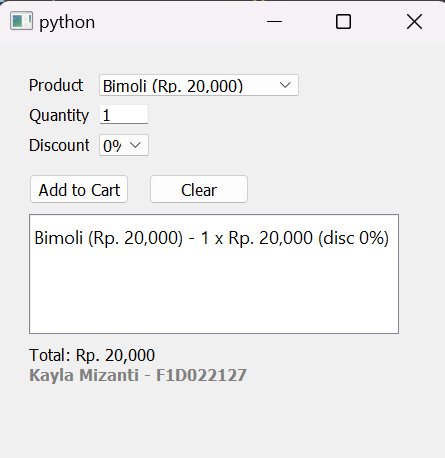 python
Product Bimoli (Rp. 20,000)
Quantity 1
Discount 0%
Add to Cart Clear
Bimoli (Rp. 20,000) - 1 x Rp. 20,000 (disc 0%)
Total: Rp. 20,000
Kayla Mizanti - F1D022127